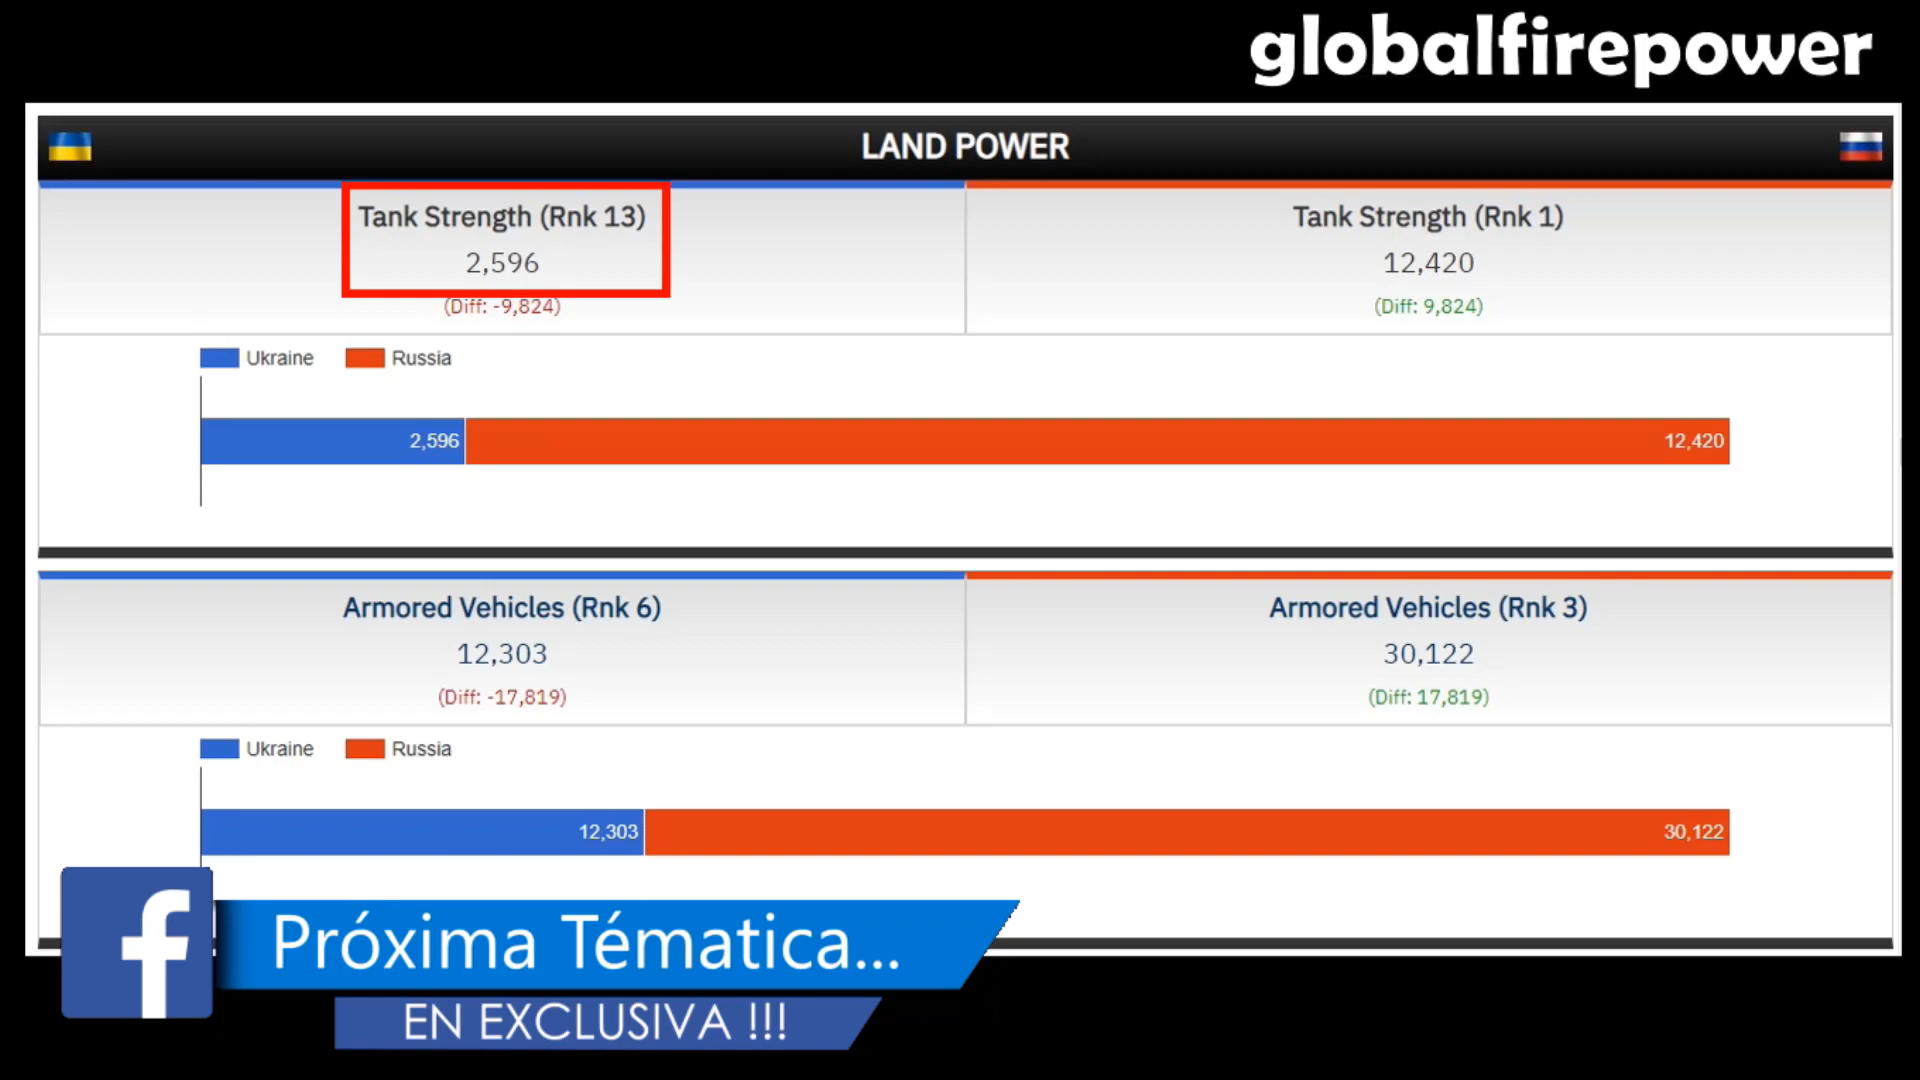 globalfirepower
LAND POWER
Tank Strength (Rnk 13)
2,596
(Diff: -9,824)
Tank Strength (Rnk 1)
12,420
(Diff: 9,824)
Ukraine Russia
2,596 12,420
Armored Vehicles (Rnk 6)
12,303
(Diff: -17,819)
Armored Vehicles (Rnk 3)
30,122
(Diff: 17,819)
Ukraine Russia
12,303 30,122
f
Próxima Tématica...
EN EXCLUSIVA !!!